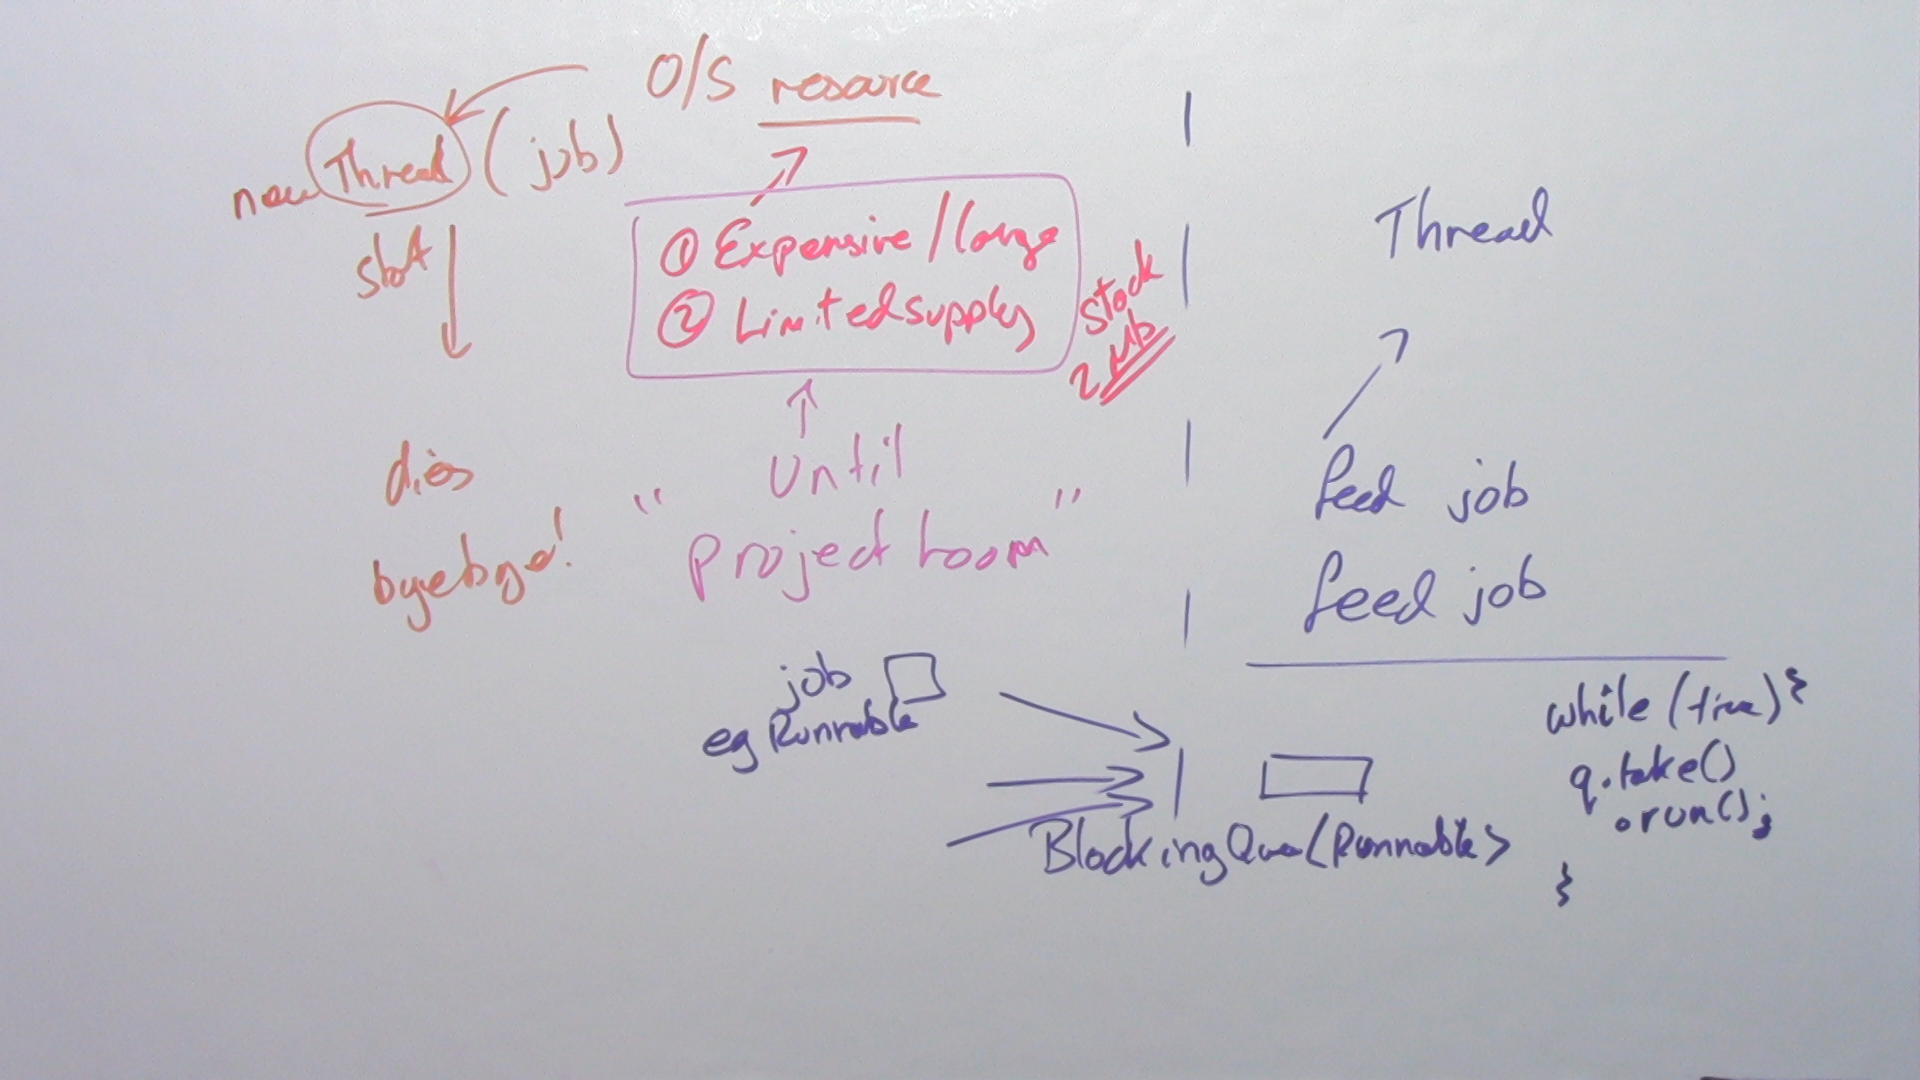 O/S resource
new Thread (job)
start
dies
byebye!
① Expensive/large
② Limited supply
Stack
2 Mb
Until
"Project Loom"
Thread
feed job
feed job
job
eg Runnable
BlockingQueue<Runnable>
while (true) {
q.take()
.run();
}